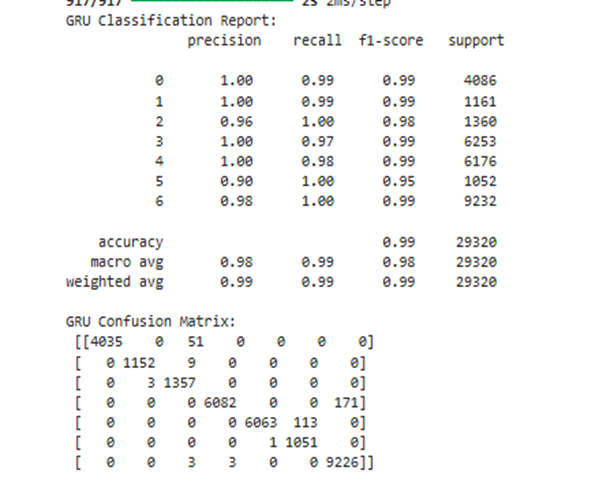 917/917 ━━━━━━━━━━━━━━━━━━━━ 2s 2ms/step
GRU Classification Report:
precision recall f1-score support
0 1.00 0.99 0.99 4086
1 1.00 0.99 0.99 1161
2 0.96 1.00 0.98 1360
3 1.00 0.97 0.99 6253
4 1.00 0.98 0.99 6176
5 0.90 1.00 0.95 1052
6 0.98 1.00 0.99 9232
accuracy 0.99 29320
macro avg 0.98 0.99 0.98 29320
weighted avg 0.99 0.99 0.99 29320
GRU Confusion Matrix:
[[4035 0 51 0 0 0 0]
[ 0 1152 9 0 0 0 0]
[ 0 3 1357 0 0 0 0]
[ 0 0 0 6082 0 0 171]
[ 0 0 0 0 6063 113 0]
[ 0 0 0 0 1 1051 0]
[ 0 0 3 3 0 0 9226]]